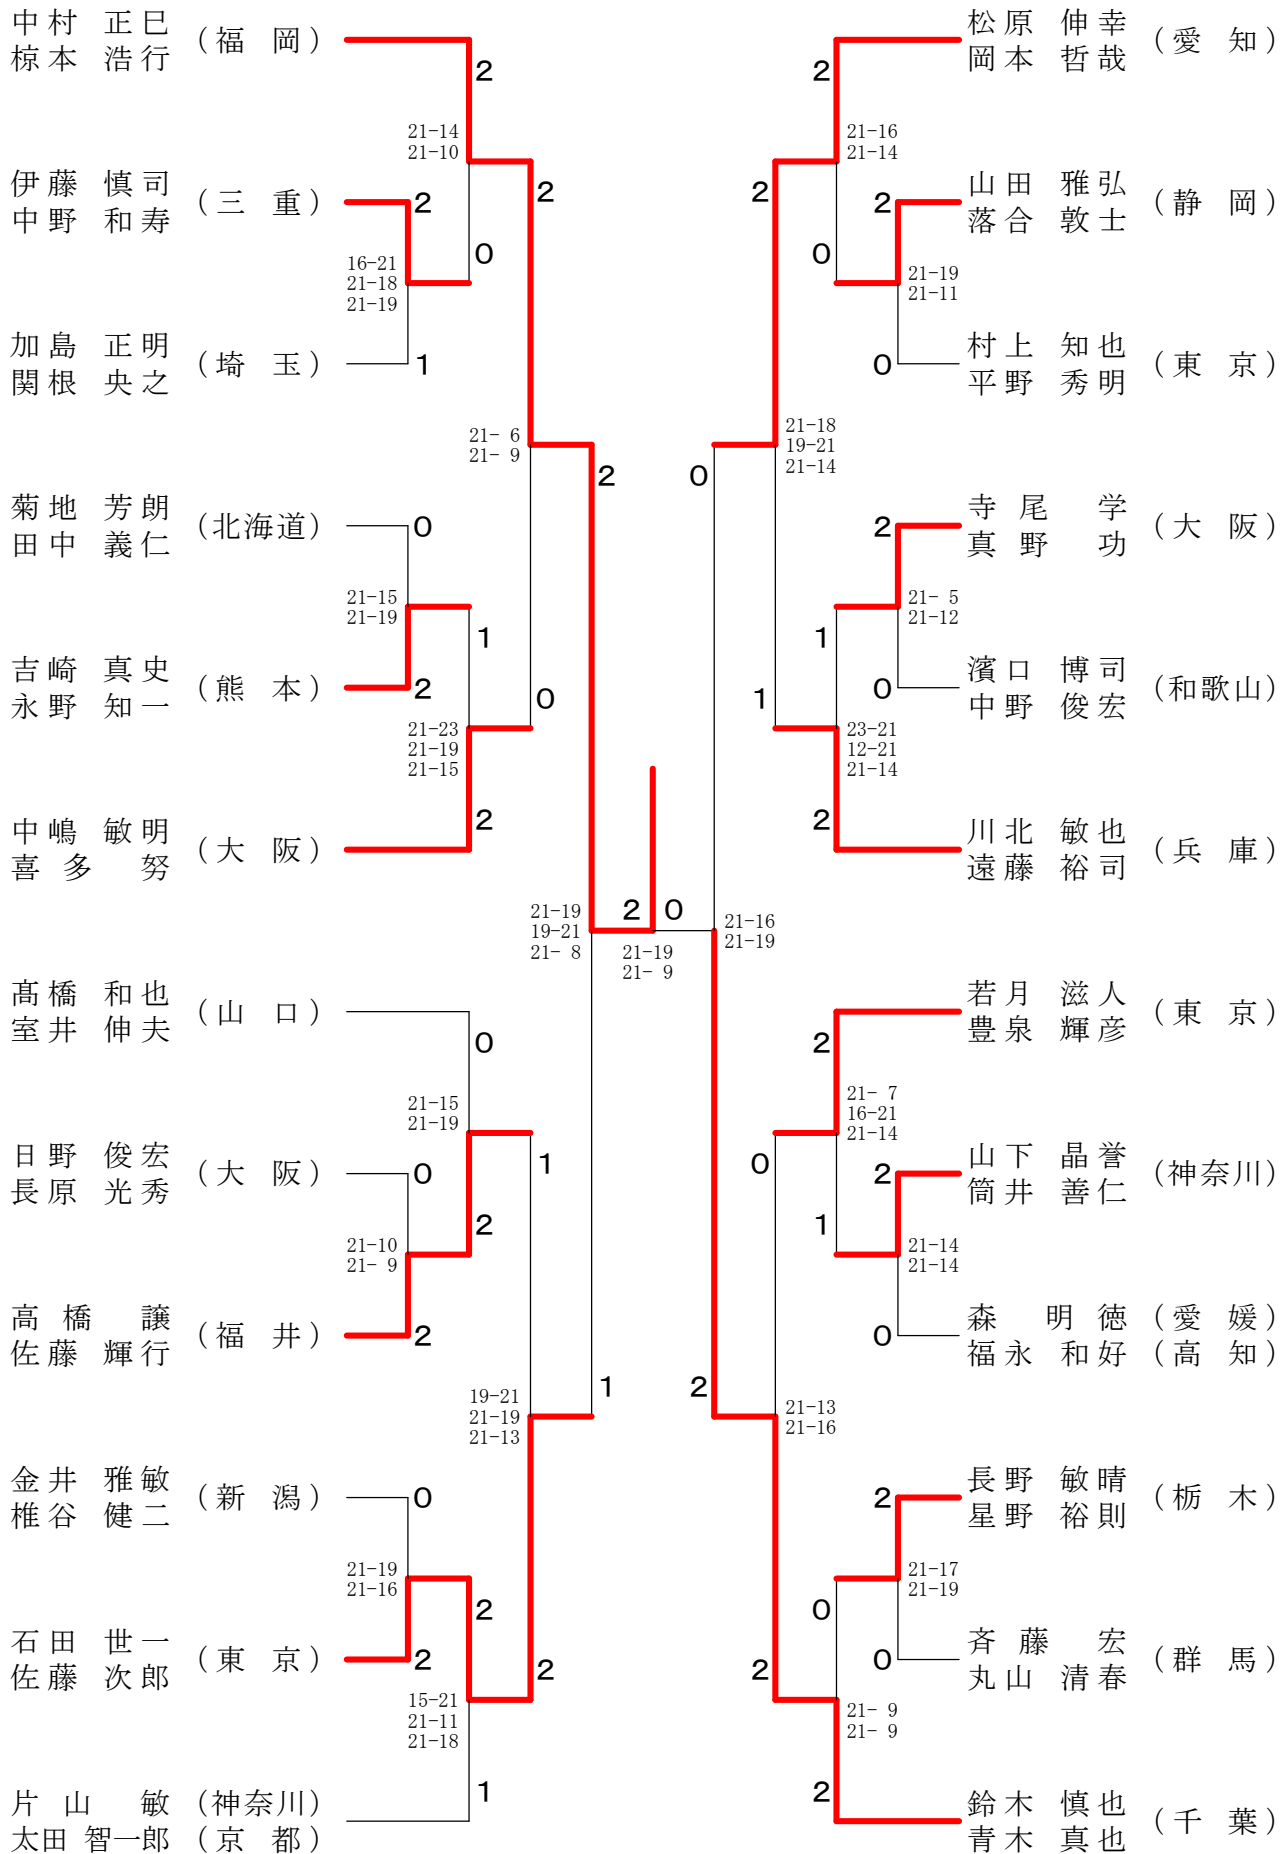 中村 正巳
椋本 浩行
(福 岡)
2
21-14
21-10
2
伊藤 慎司
中野 和寿
(三 重)
2
0
16-21
21-18
21-19
加島 正明
関根 央之
(埼 玉)
1
21- 6
21- 9
2
菊地 芳朗
田中 義仁
(北海道)
0
21-15
21-19
1
吉崎 真史
永野 知一
(熊 本)
2
0
21-23
21-19
21-15
中嶋 敏明
喜多 努
(大 阪)
2
21-19
19-21
21- 8
2
0
21-19
21- 9
髙橋 和也
室井 伸夫
(山 口)
0
21-15
21-19
1
日野 俊宏
長原 光秀
(大 阪)
0
2
21-10
21- 9
高橋 譲
佐藤 輝行
(福 井)
2
19-21
21-19
21-13
1
金井 雅敏
椎谷 健二
(新 潟)
0
21-19
21-16
2
石田 世一
佐藤 次郎
(東 京)
2
2
15-21
21-11
21-18
片山 敏
太田 智一郎
(神奈川)
(京 都)
1
松原 伸幸
岡本 哲哉
(愛 知)
2
21-16
21-14
2
山田 雅弘
落合 敦士
(静 岡)
2
0
21-19
21-11
村上 知也
平野 秀明
(東 京)
0
21-18
19-21
21-14
0
寺尾 学
真野 功
(大 阪)
2
21- 5
21-12
1
濱口 博司
中野 俊宏
(和歌山)
0
1
23-21
12-21
21-14
川北 敏也
遠藤 裕司
(兵 庫)
2
21-16
21-19
若月 滋人
豊泉 輝彦
(東 京)
2
21- 7
16-21
21-14
0
山下 晶誉
筒井 善仁
(神奈川)
2
1
21-14
21-14
森 明徳
福永 和好
(愛 媛)
(高 知)
0
2
21-13
21-16
長野 敏晴
星野 裕則
(栃 木)
2
21-17
21-19
0
斉藤 宏
丸山 清春
(群 馬)
0
2
21- 9
21- 9
鈴木 慎也
青木 真也
(千 葉)
2